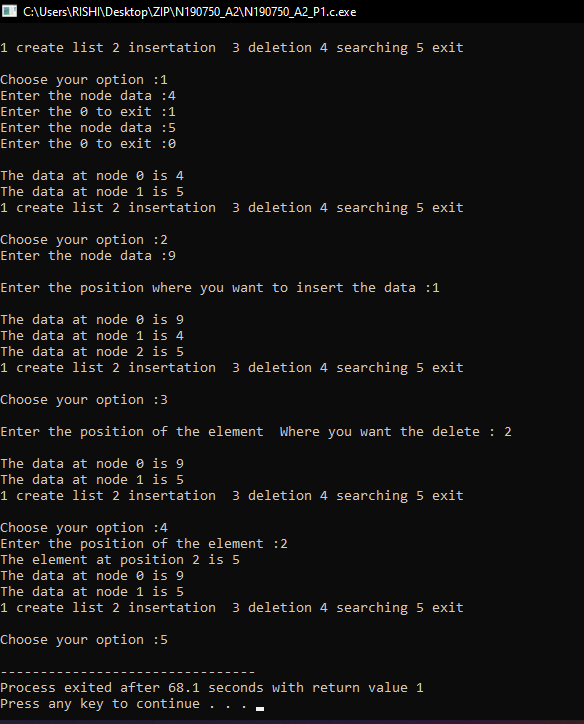 C:\Users\RISHI\Desktop\ZIP\N190750_A2\N190750_A2_P1.c.exe
1 create list 2 insertation  3 deletion 4 searching 5 exit
Choose your option :1
Enter the node data :4
Enter the 0 to exit :1
Enter the node data :5
Enter the 0 to exit :0
The data at node 0 is 4
The data at node 1 is 5
1 create list 2 insertation  3 deletion 4 searching 5 exit
Choose your option :2
Enter the node data :9
Enter the position where you want to insert the data :1
The data at node 0 is 9
The data at node 1 is 4
The data at node 2 is 5
1 create list 2 insertation  3 deletion 4 searching 5 exit
Choose your option :3
Enter the position of the element  Where you want the delete : 2
The data at node 0 is 9
The data at node 1 is 5
1 create list 2 insertation  3 deletion 4 searching 5 exit
Choose your option :4
Enter the position of the element :2
The element at position 2 is 5
The data at node 0 is 9
The data at node 1 is 5
1 create list 2 insertation  3 deletion 4 searching 5 exit
Choose your option :5
--------------------------------
Process exited after 68.1 seconds with return value 1
Press any key to continue . . .